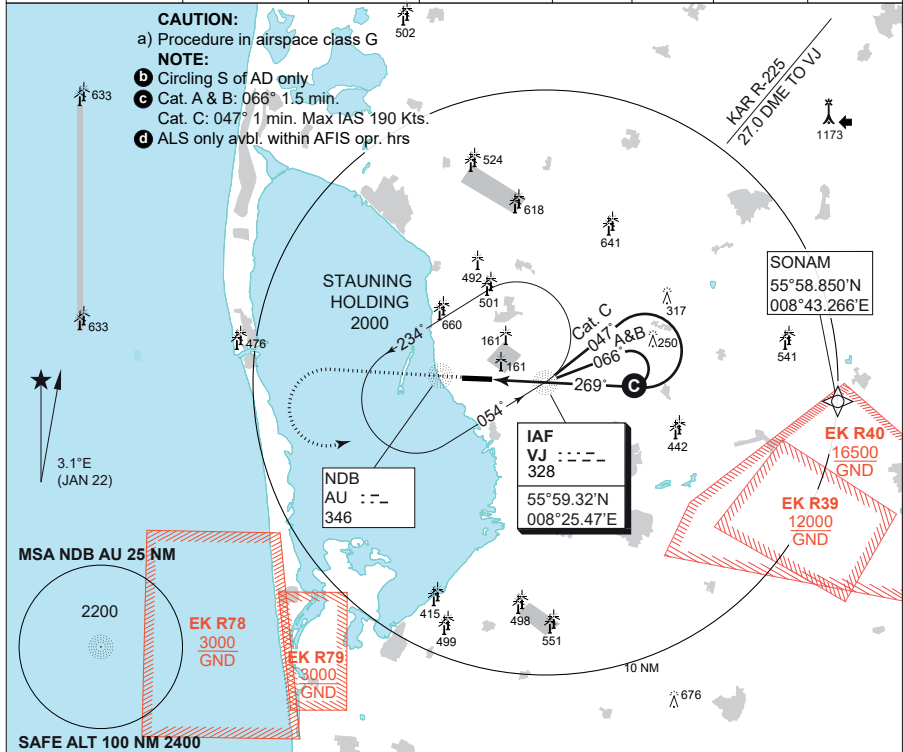 CAUTION:
a) Procedure in airspace class G
NOTE:
b Circling S of AD only
c Cat. A & B: 066° 1.5 min.
Cat. C: 047° 1 min. Max IAS 190 Kts.
d ALS only avbl. within AFIS opr. hrs
502
633
KAR R-225
27.0 DME TO VJ
1173
524
618
641
492
501
STAUNING
HOLDING
2000
SONAM
55°58.850'N
008°43.266'E
317
660
633
476
234°
161
161
Cat. C
047°
A&B
066°
250
541
269°
C
054°
442
3.1°E
(JAN 22)
NDB
AU
346
IAF
VJ
328
55°59.32'N
008°25.47'E
EK R40
16500
GND
EK R39
12000
GND
MSA NDB AU 25 NM
2200
EK R78
3000
GND
EK R79
3000
GND
415
499
498
551
10 NM
676
SAFE ALT 100 NM 2400